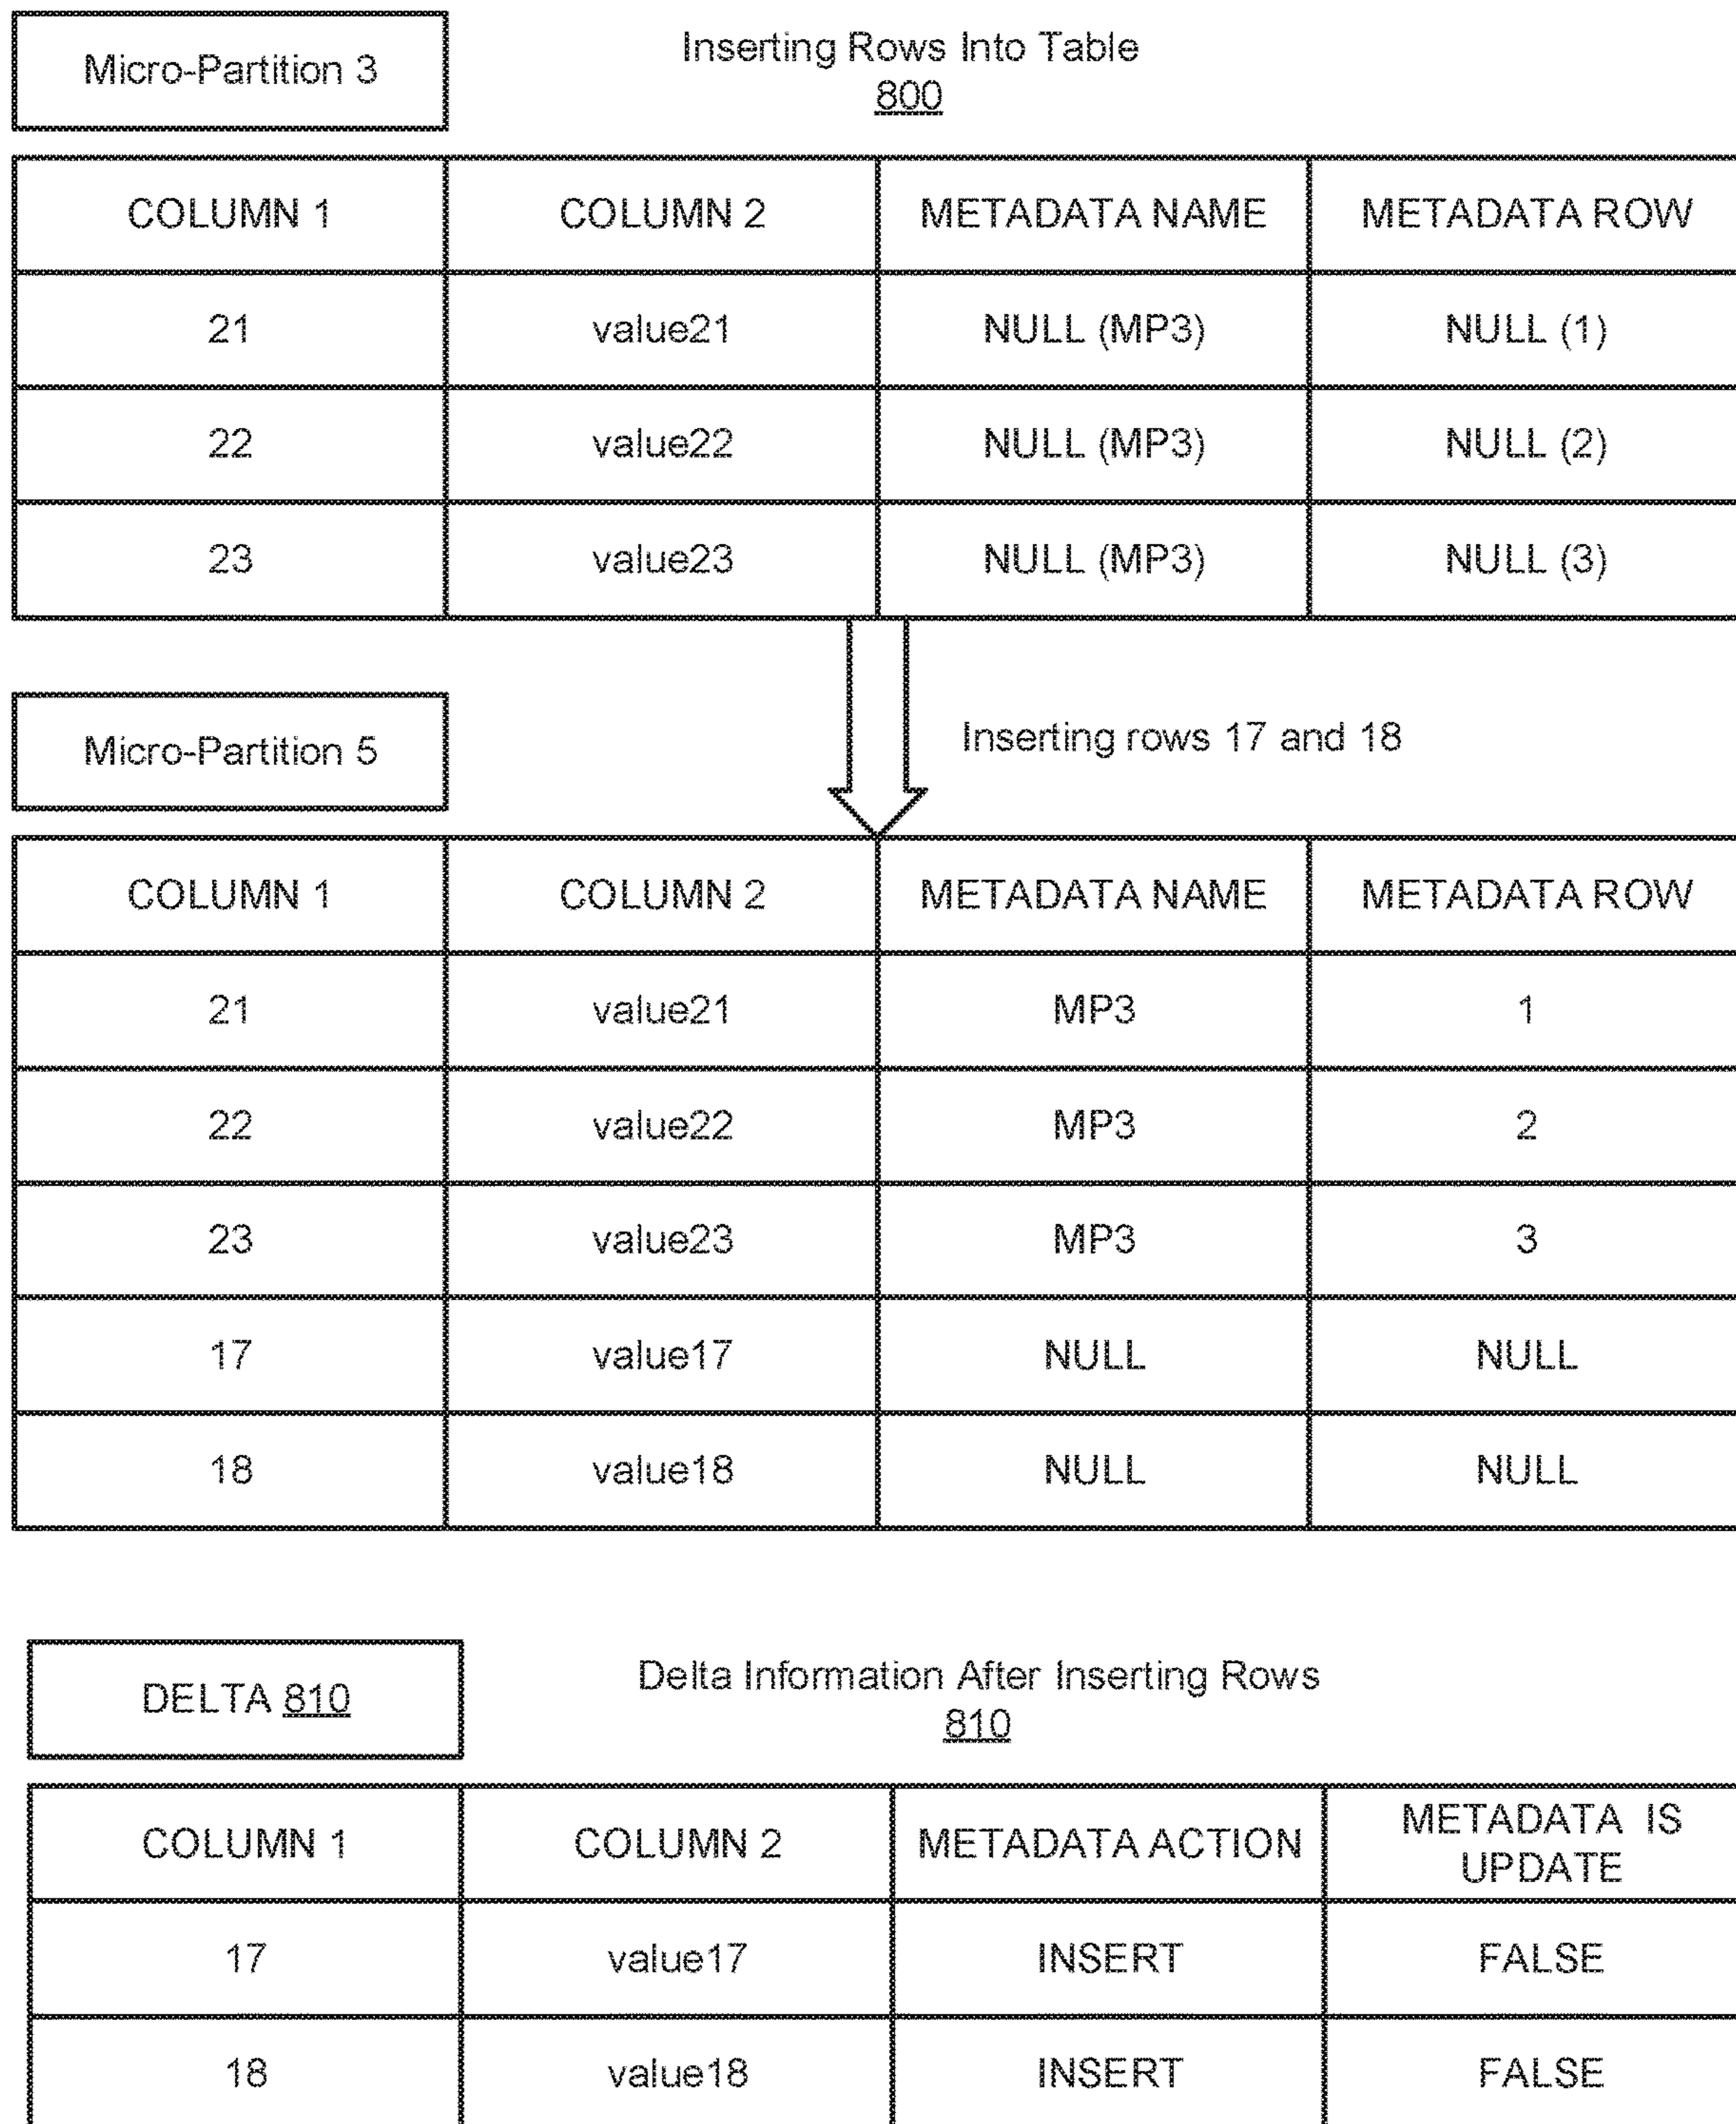 Micro-Partition 3
Inserting Rows Into Table
800
COLUMN 1 COLUMN 2 METADATA NAME METADATA ROW
21 value21 NULL (MP3) NULL (1)
22 value22 NULL (MP3) NULL (2)
23 value23 NULL (MP3) NULL (3)
Micro-Partition 5
Inserting rows 17 and 18
COLUMN 1 COLUMN 2 METADATA NAME METADATA ROW
21 value21 MP3 1
22 value22 MP3 2
23 value23 MP3 3
17 value17 NULL NULL
18 value18 NULL NULL
DELTA 810
Delta Information After Inserting Rows
810
COLUMN 1 COLUMN 2 METADATA ACTION METADATA IS
UPDATE
17 value17 INSERT FALSE
18 value18 INSERT FALSE